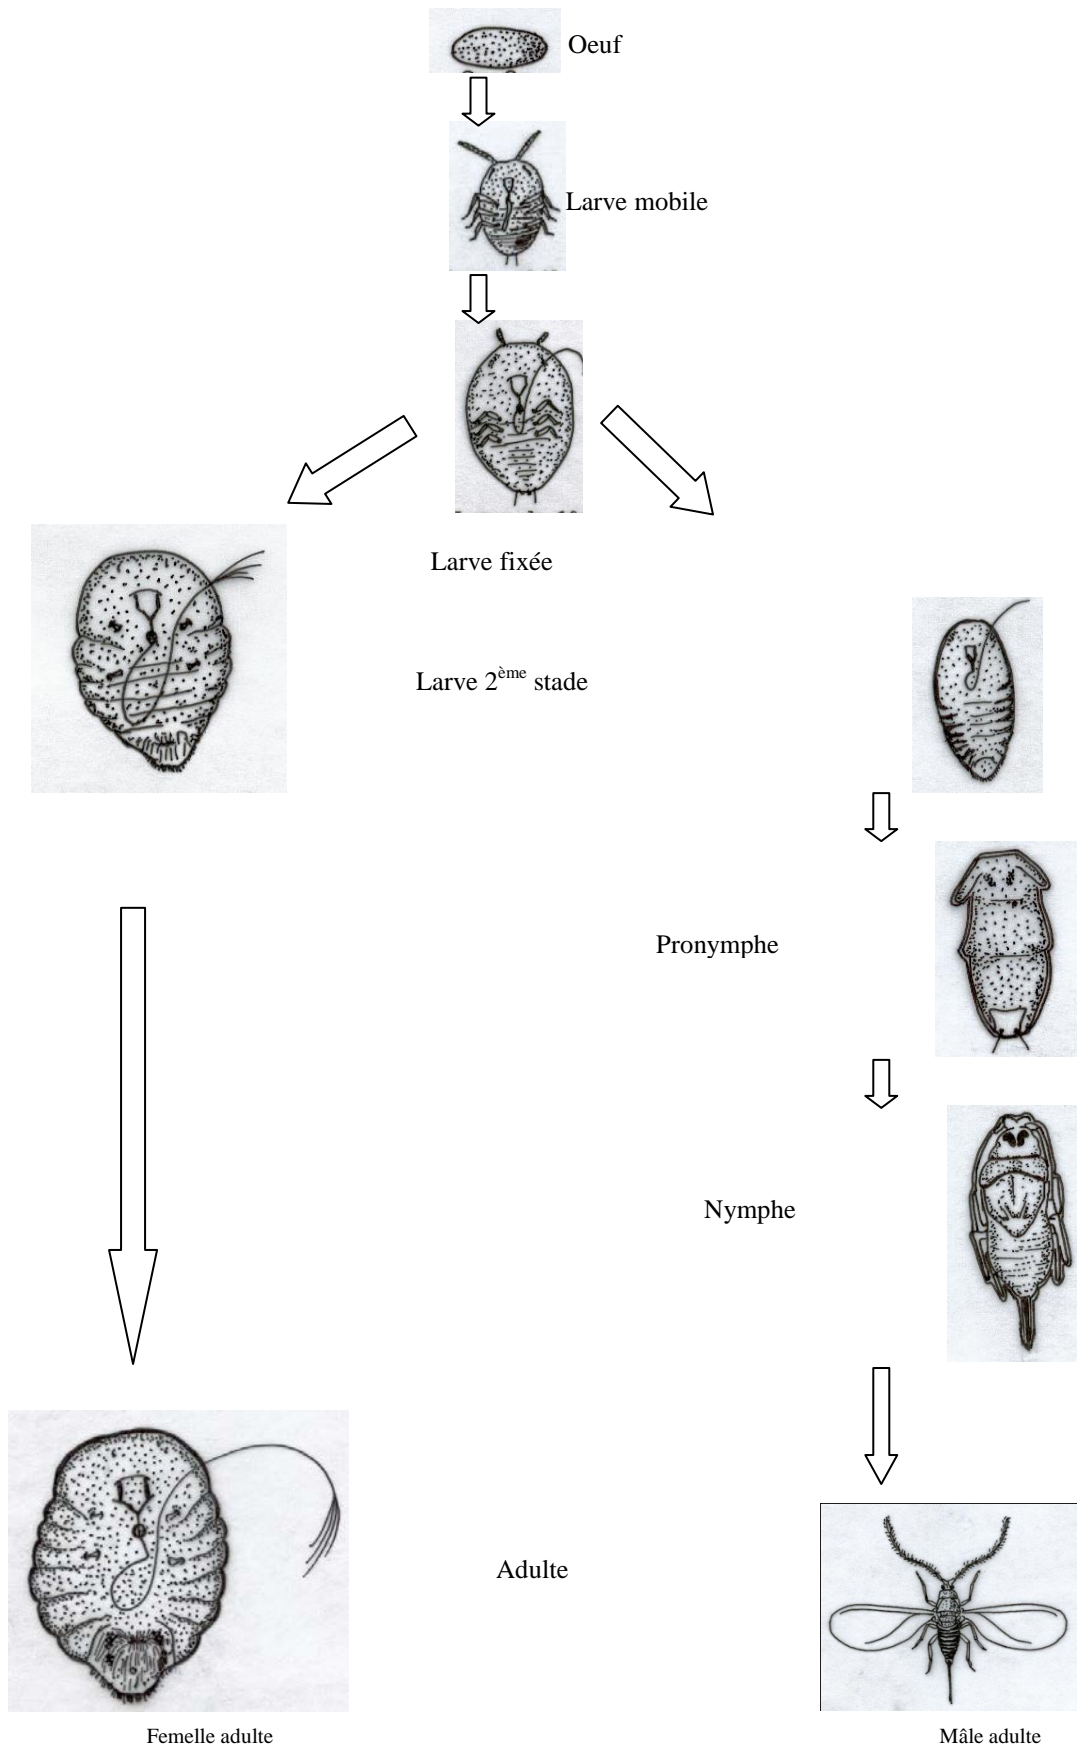 Oeuf
Larve mobile
Larve fixée
Larve 2ème stade
Pronymphe
Nymphe
Adulte
Femelle adulte
Mâle adulte